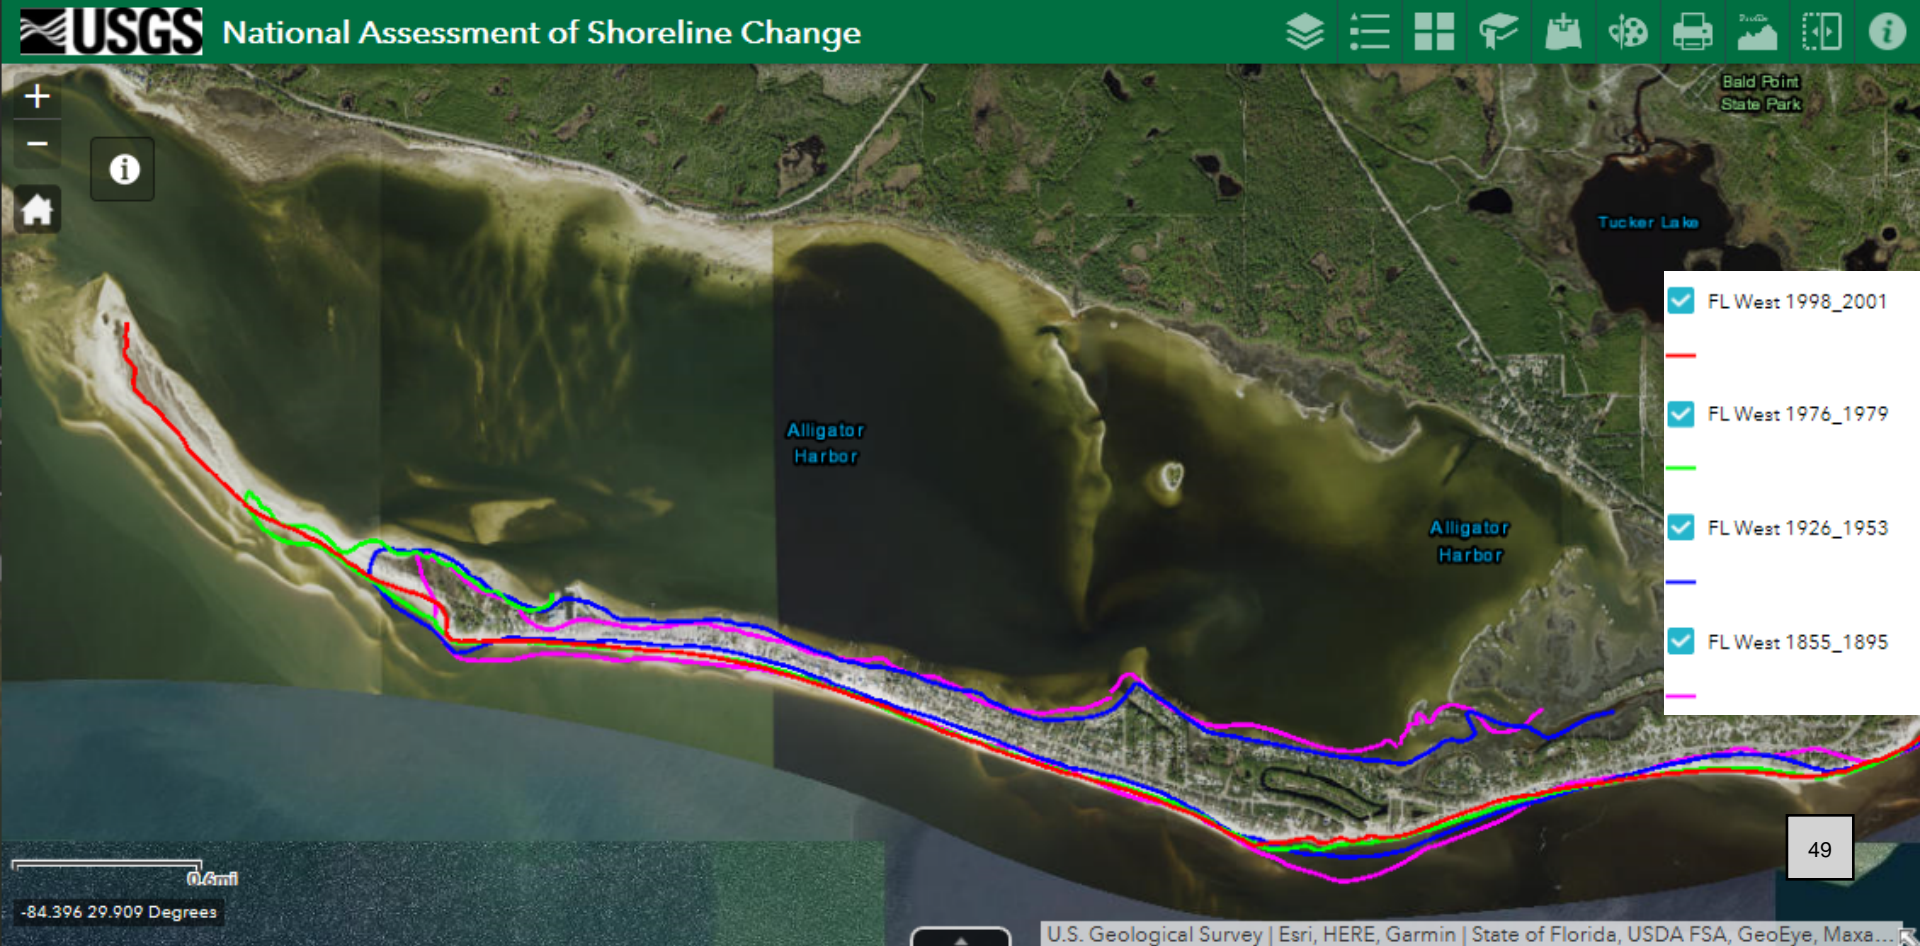 USGS National Assessment of Shoreline Change
Profile
+
−
i
Bald Point
State Park
Tucker Lake
Alligator
Harbor
Alligator
Harbor
FL West 1998_2001
FL West 1976_1979
FL West 1926_1953
FL West 1855_1895
49
0.6mi
-84.396 29.909 Degrees
U.S. Geological Survey | Esri, HERE, Garmin | State of Florida, USDA FSA, GeoEye, Maxa...